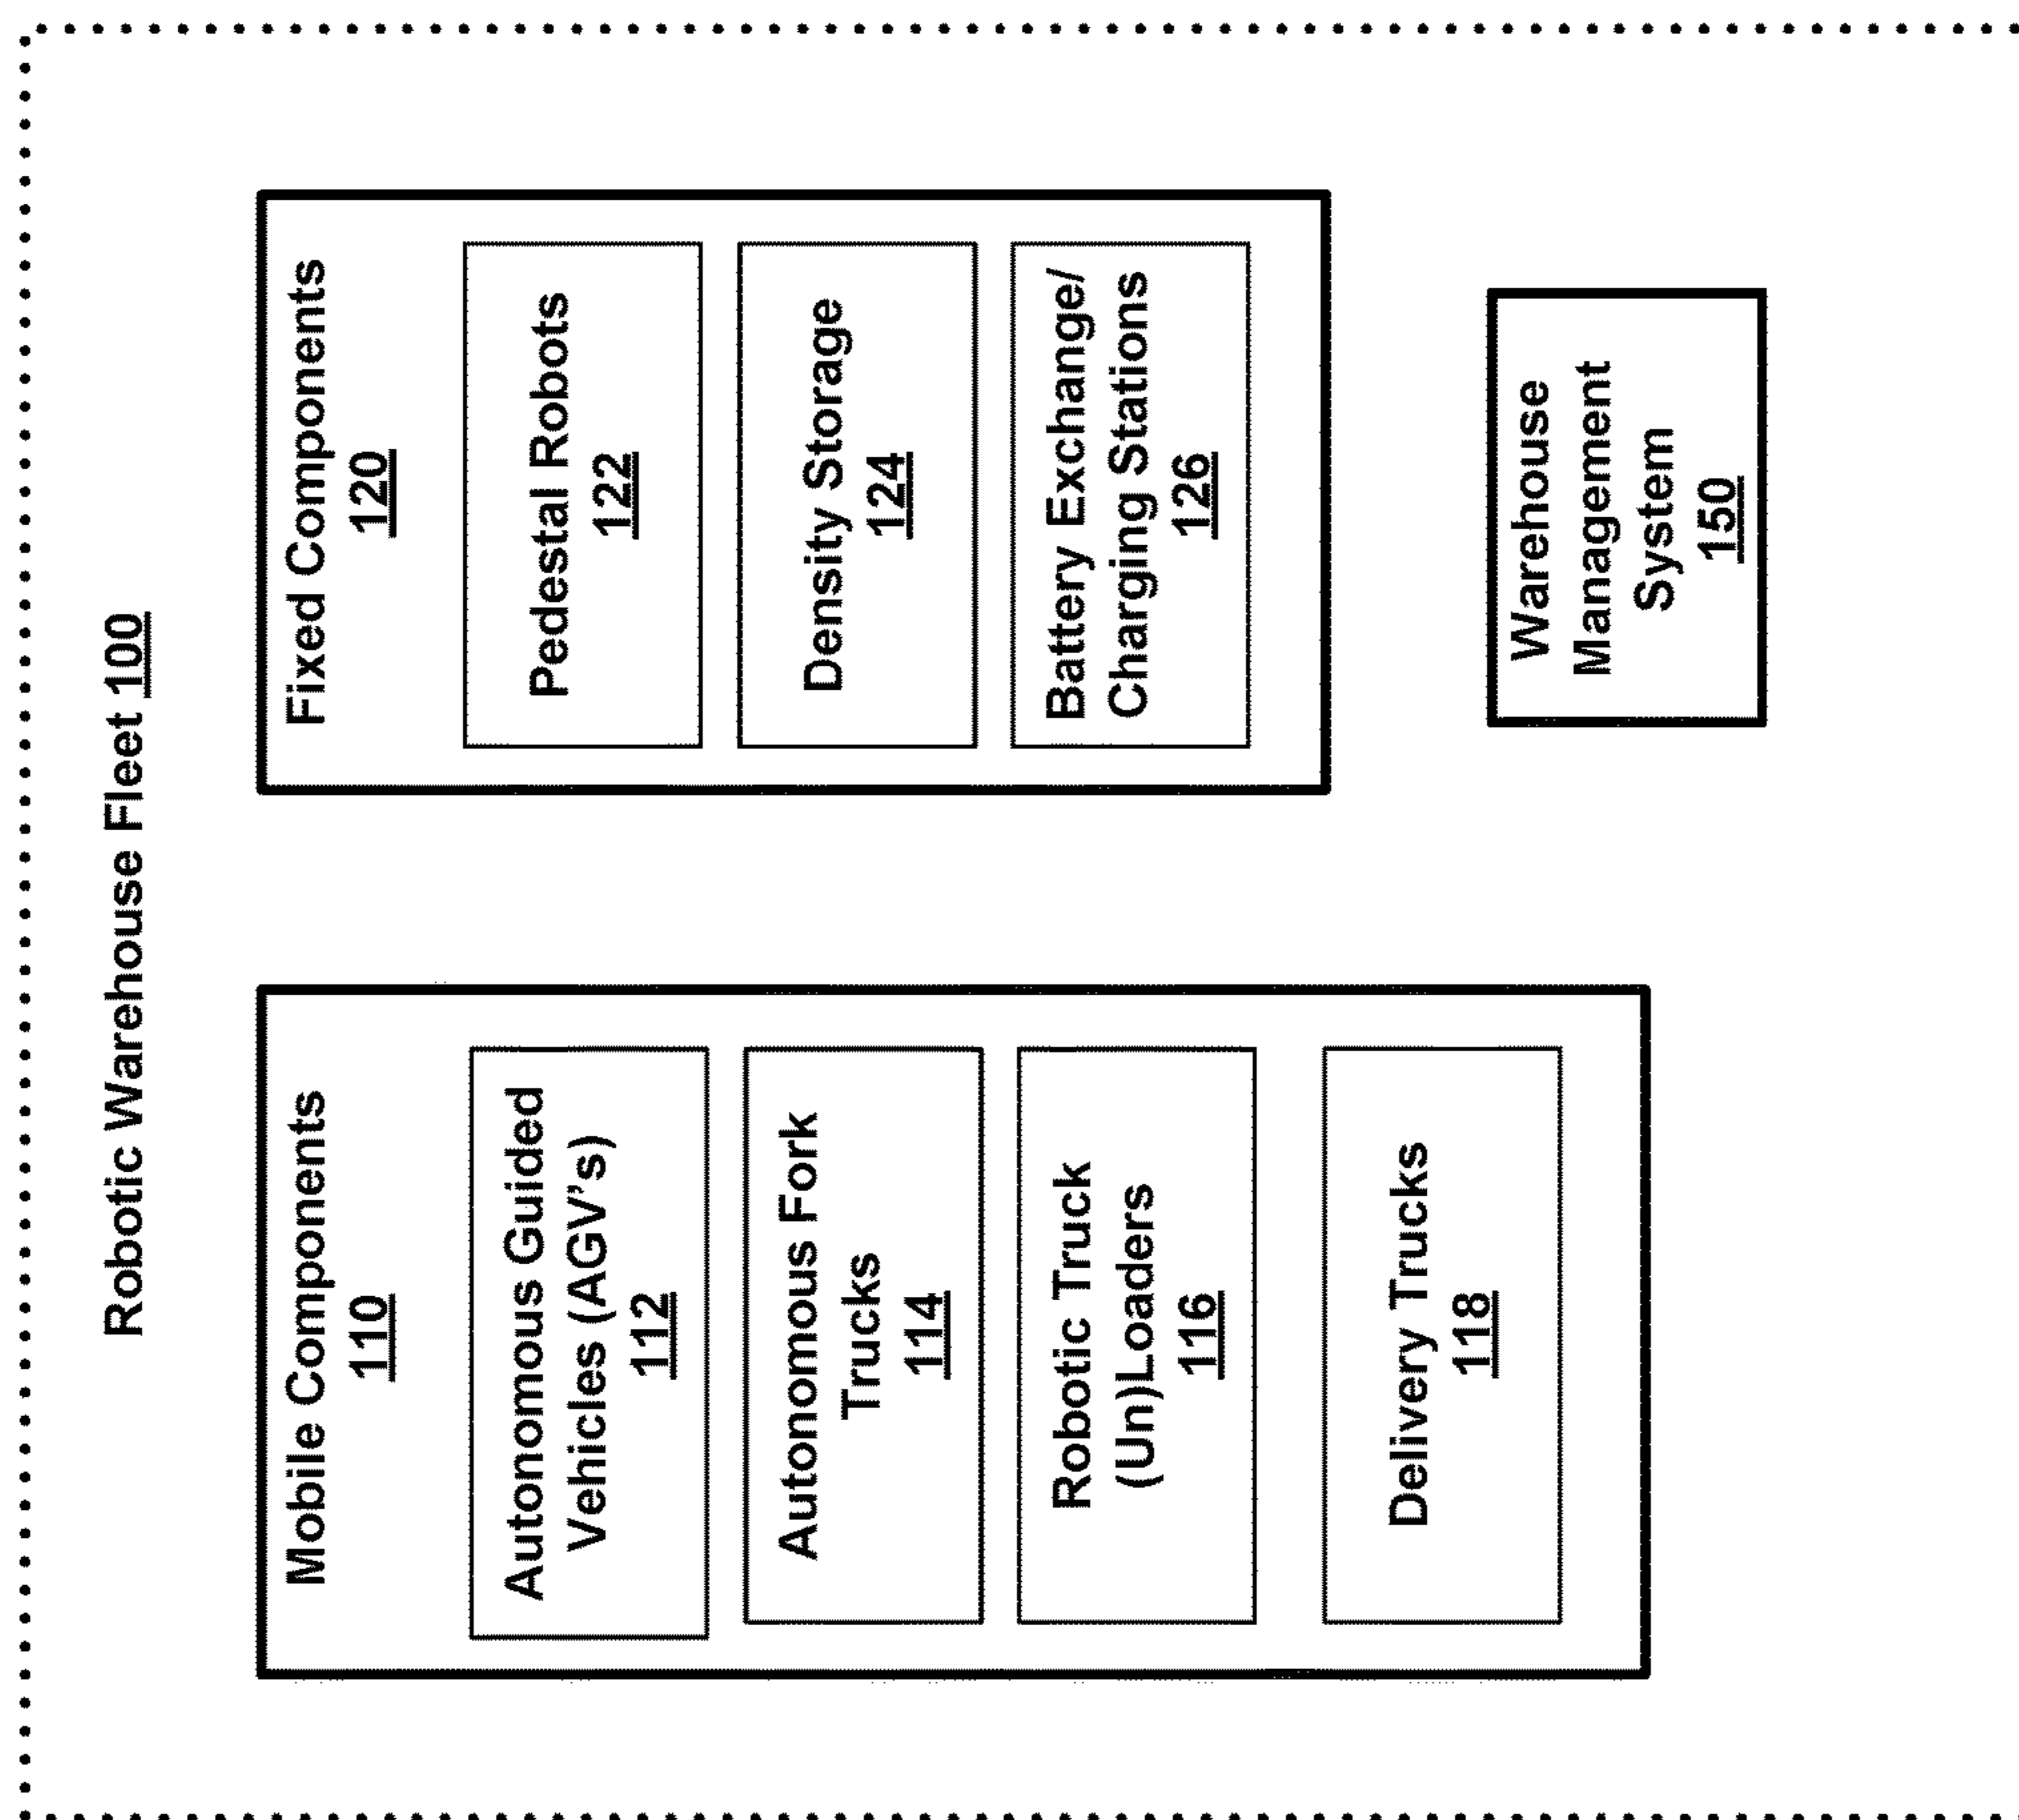 Robotic Warehouse Fleet 100
Mobile Components
110
Autonomous Guided
Vehicles (AGV's)
112
Autonomous Fork
Trucks
114
Robotic Truck
(Un)Loaders
116
Delivery Trucks
118
Fixed Components
120
Pedestal Robots
122
Density Storage
124
Battery Exchange/
Charging Stations
126
Warehouse
Management
System
150